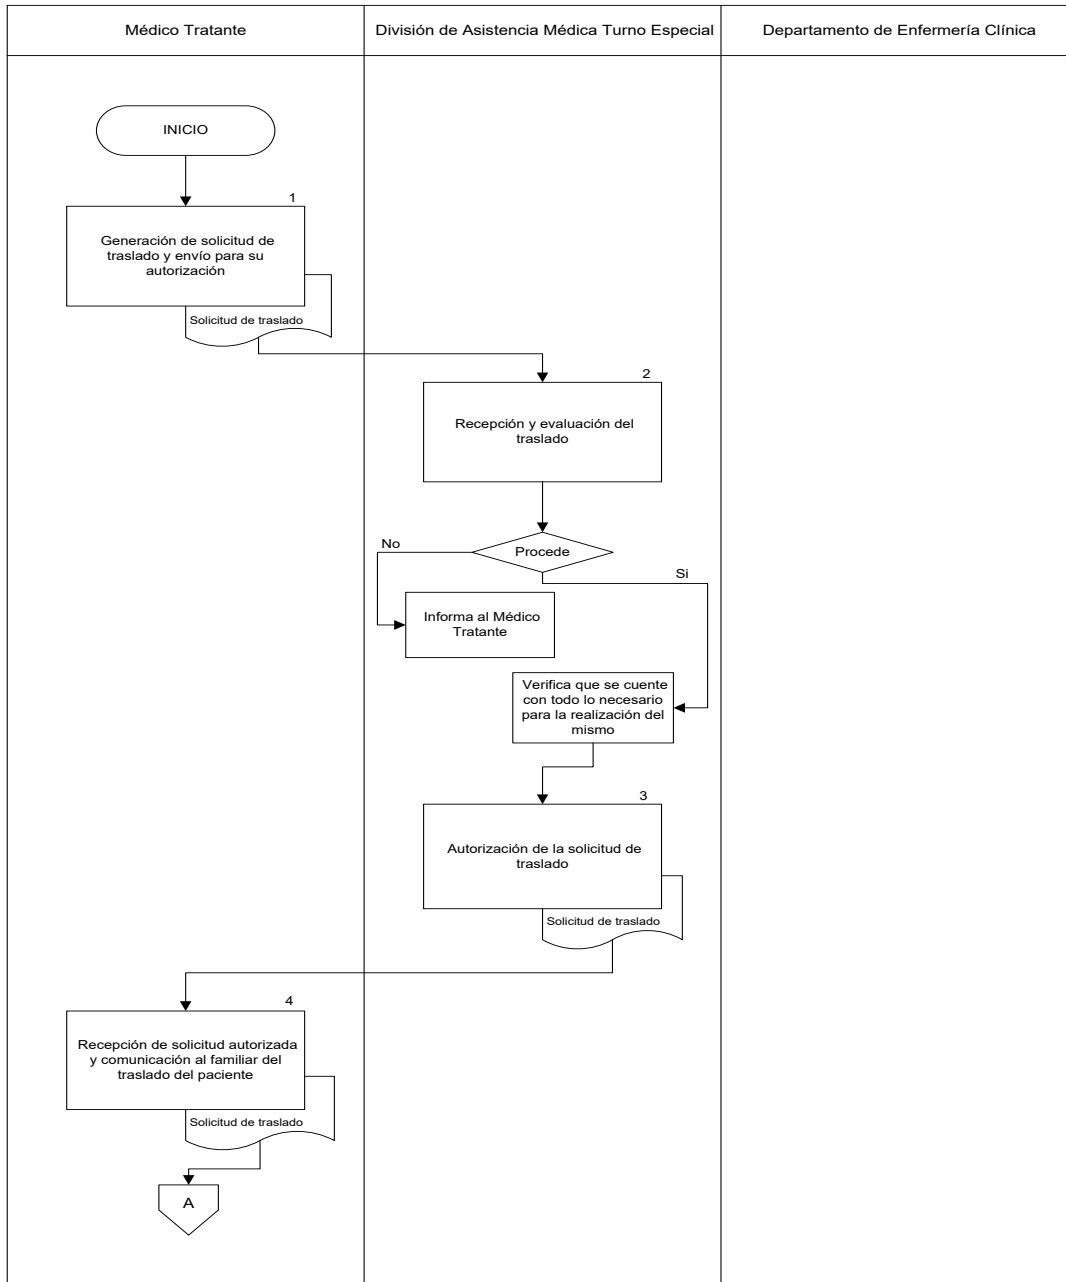 Médico Tratante
División de Asistencia Médica Turno Especial
Departamento de Enfermería Clínica
INICIO
1
Generación de solicitud de
traslado y envío para su
autorización
Solicitud de traslado
2
Recepción y evaluación del
traslado
Procede
No
Si
Informa al Médico
Tratante
Verifica que se cuente
con todo lo necesario
para la realización del
mismo
3
Autorización de la solicitud de
traslado
Solicitud de traslado
4
Recepción de solicitud autorizada
y comunicación al familiar del
traslado del paciente
Solicitud de traslado
A